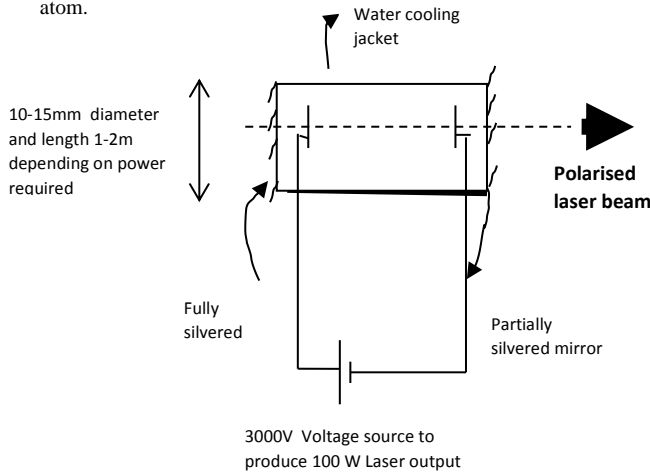 atom.
Water cooling
jacket
10-15mm diameter
and length 1-2m
depending on power
required
Polarised
laser beam
Fully
silvered
Partially
silvered mirror
3000V Voltage source to
produce 100 W Laser output